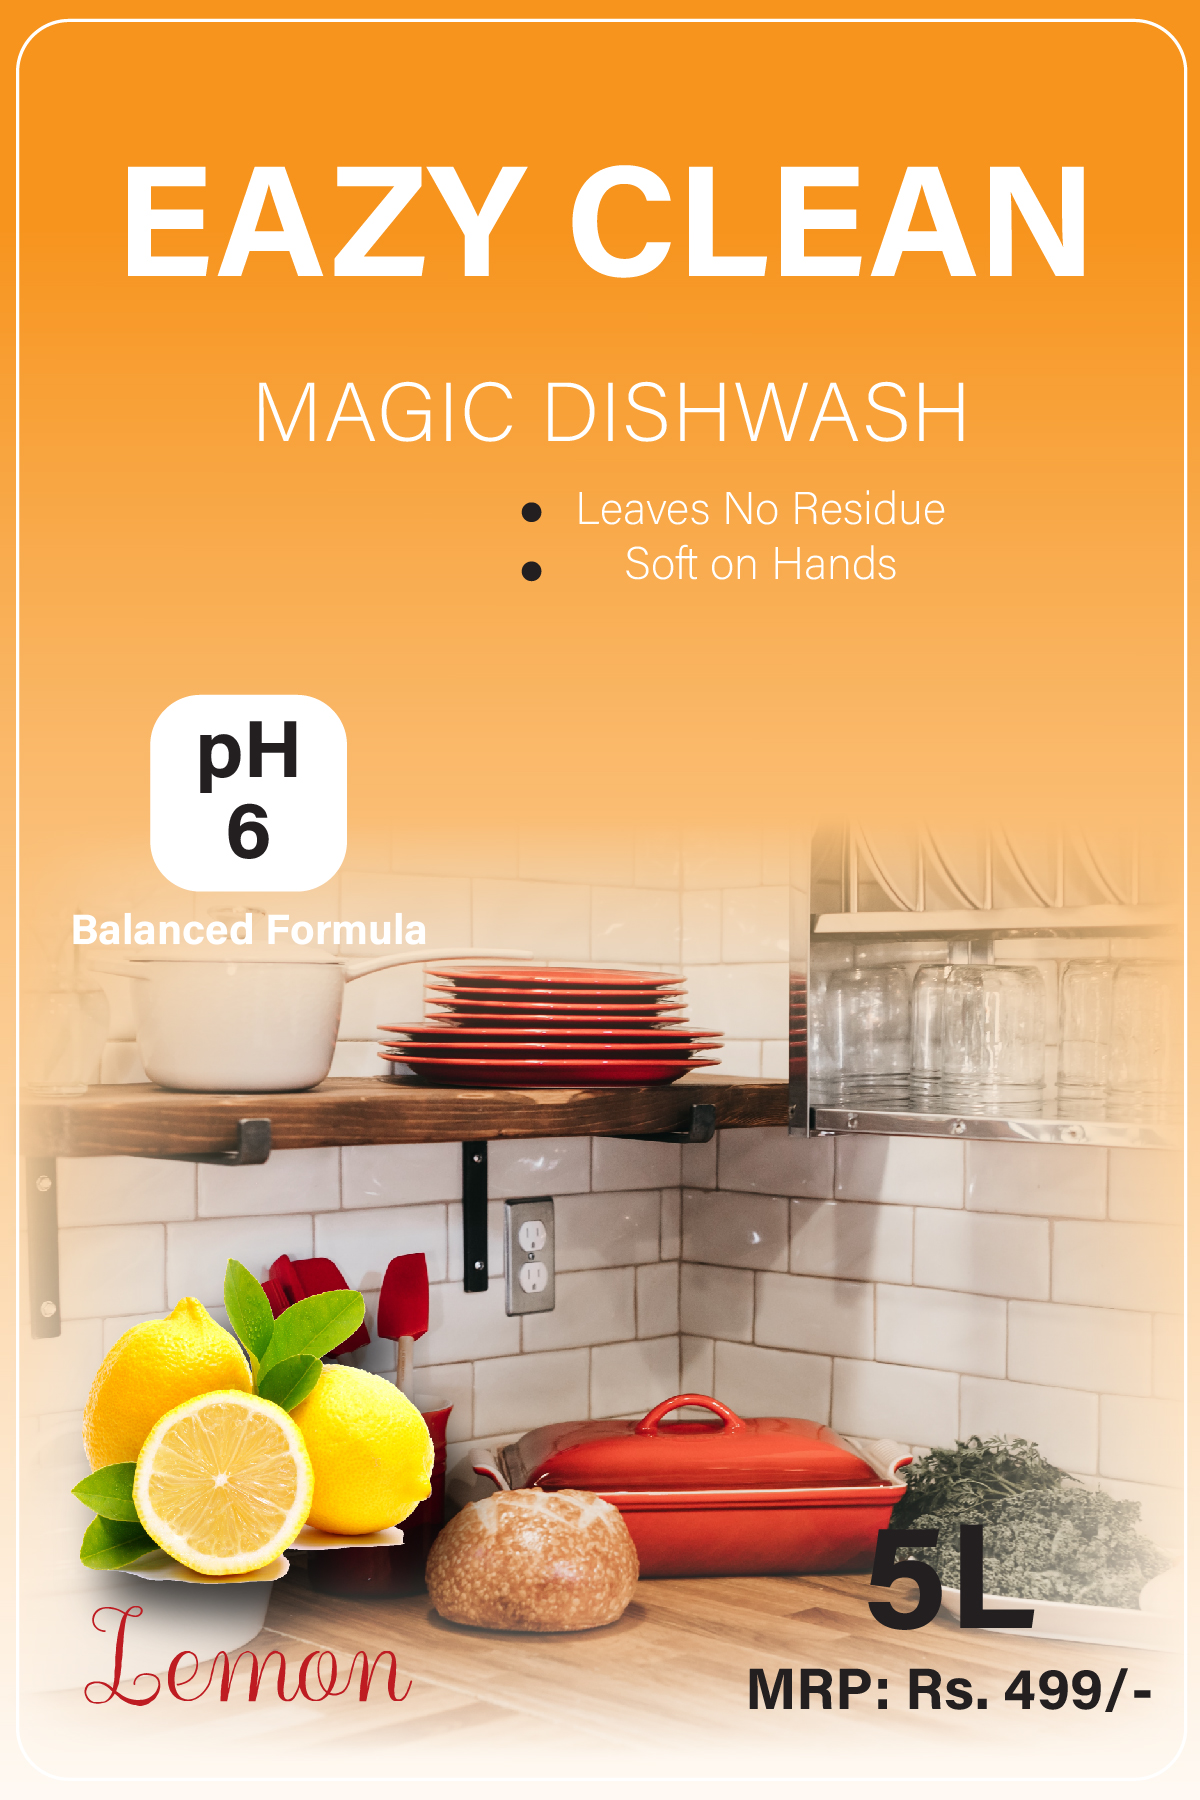 EAZY CLEAN
MAGIC DISHWASH
• Leaves No Residue
• Soft on Hands
pH
6
Balanced Formula
Lemon
5L
MRP: Rs. 499/-